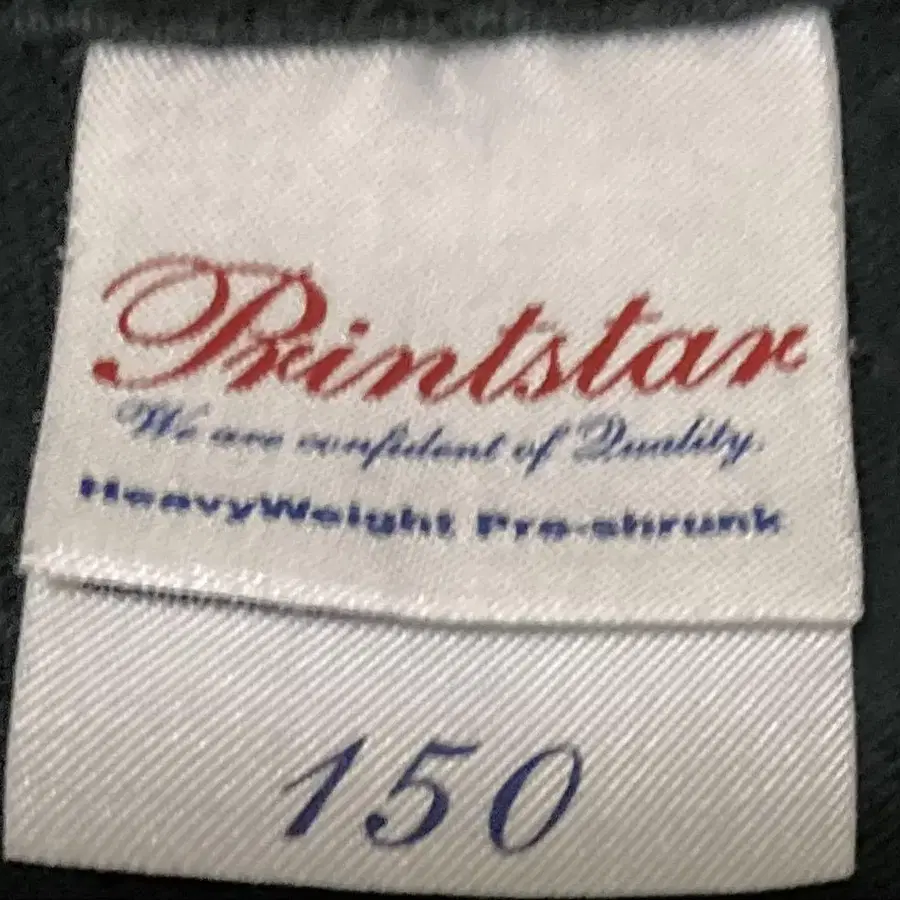 Printstar
We are confident of Quality.
HeavyWeight Pre-shrunk
150